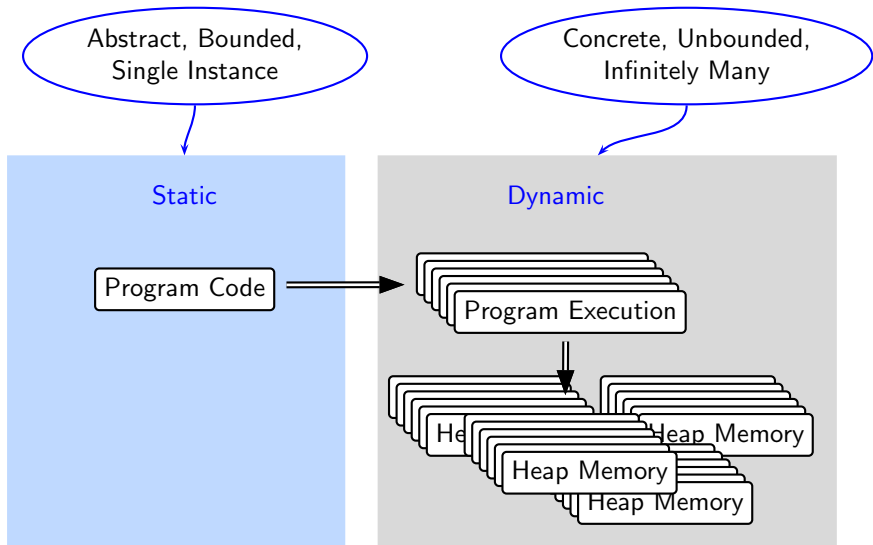 Abstract, Bounded,
Single Instance
Concrete, Unbounded,
Infinitely Many
Static
Dynamic
Program Code
Program Execution
He
Heap Memory
Heap Memory
Heap Memory